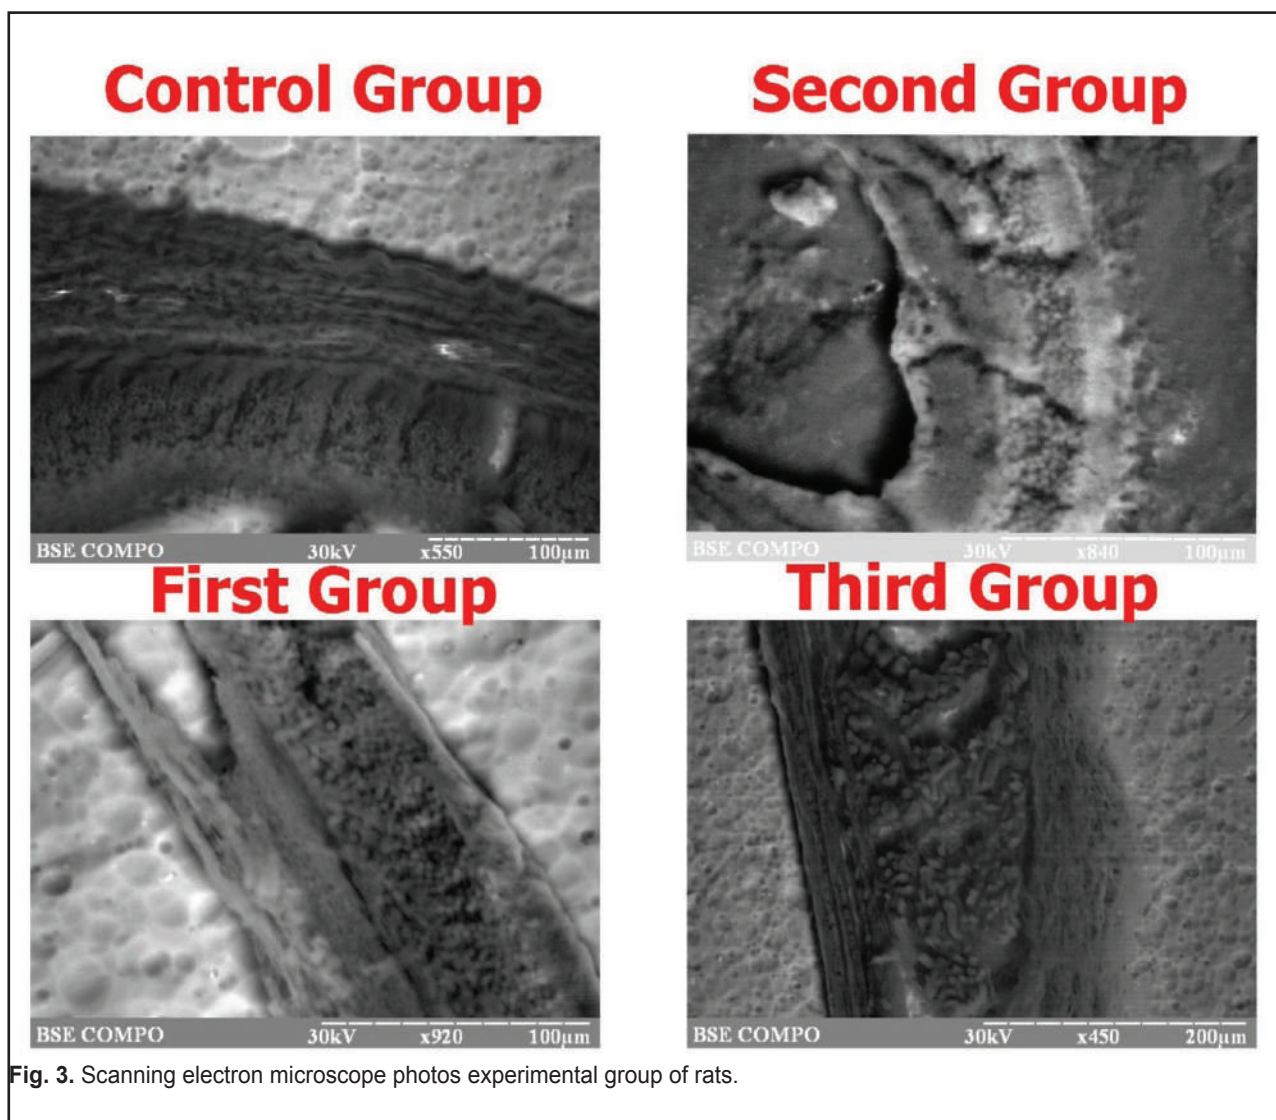 Control Group
BSE COMPO 30kV x550 100µm
Second Group
BSE COMPO 30kV x840 100µm
First Group
BSE COMPO 30kV x920 100µm
Third Group
BSE COMPO 30kV x450 200µm
Fig. 3. Scanning electron microscope photos experimental group of rats.